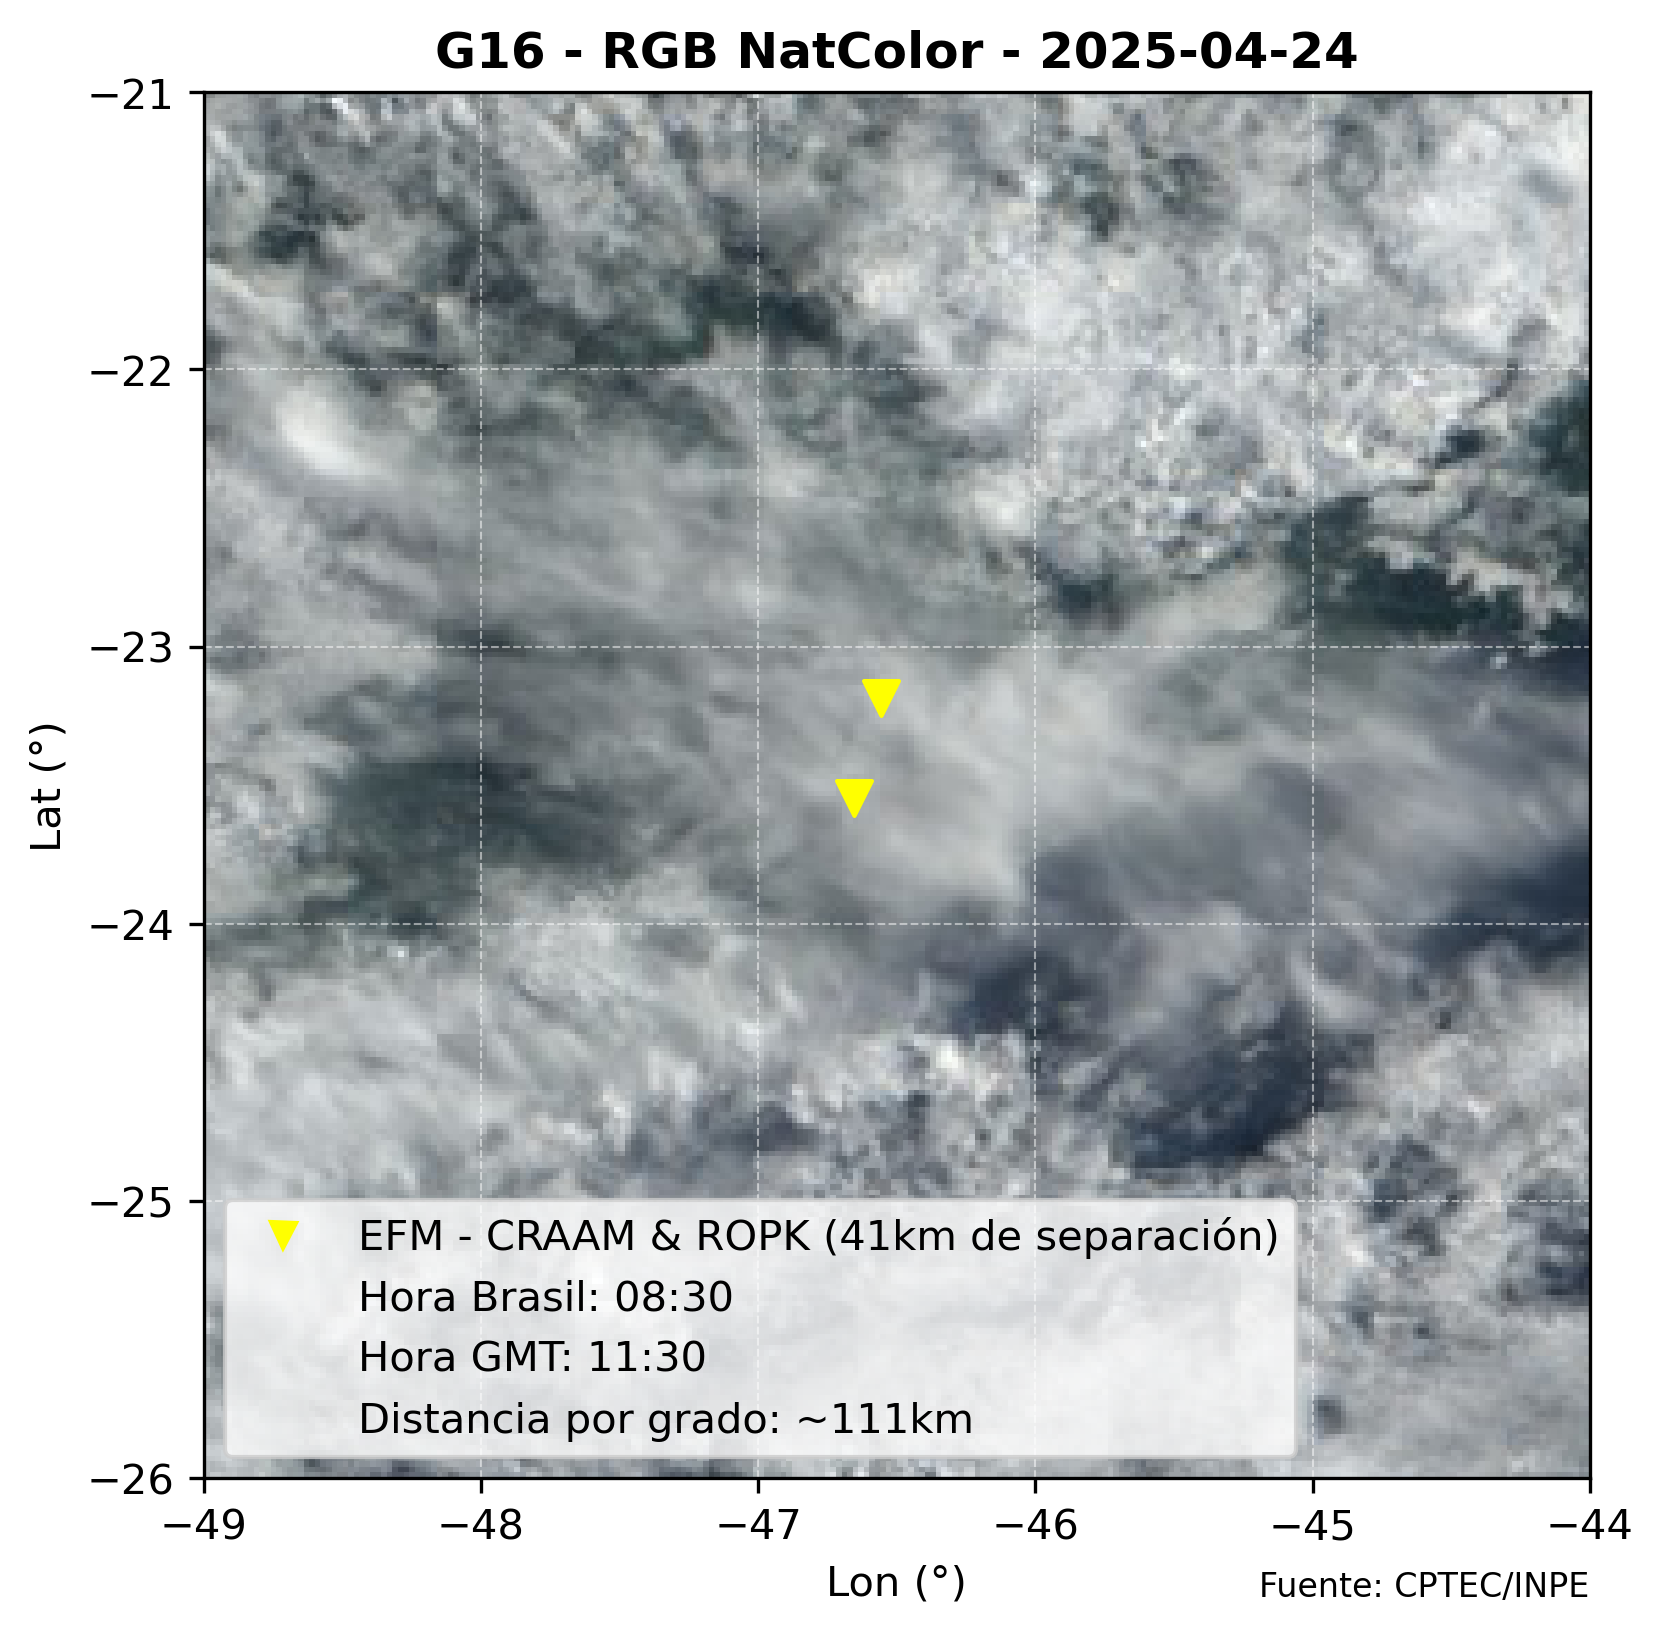 G16 - RGB NatColor - 2025-04-24
−21
−22
−23
−24
−25
−26
Lat (°)
EFM - CRAAM & ROPK (41km de separación)
Hora Brasil: 08:30
Hora GMT: 11:30
Distancia por grado: ~111km
−49 −48 −47 −46 −45 −44
Lon (°)
Fuente: CPTEC/INPE